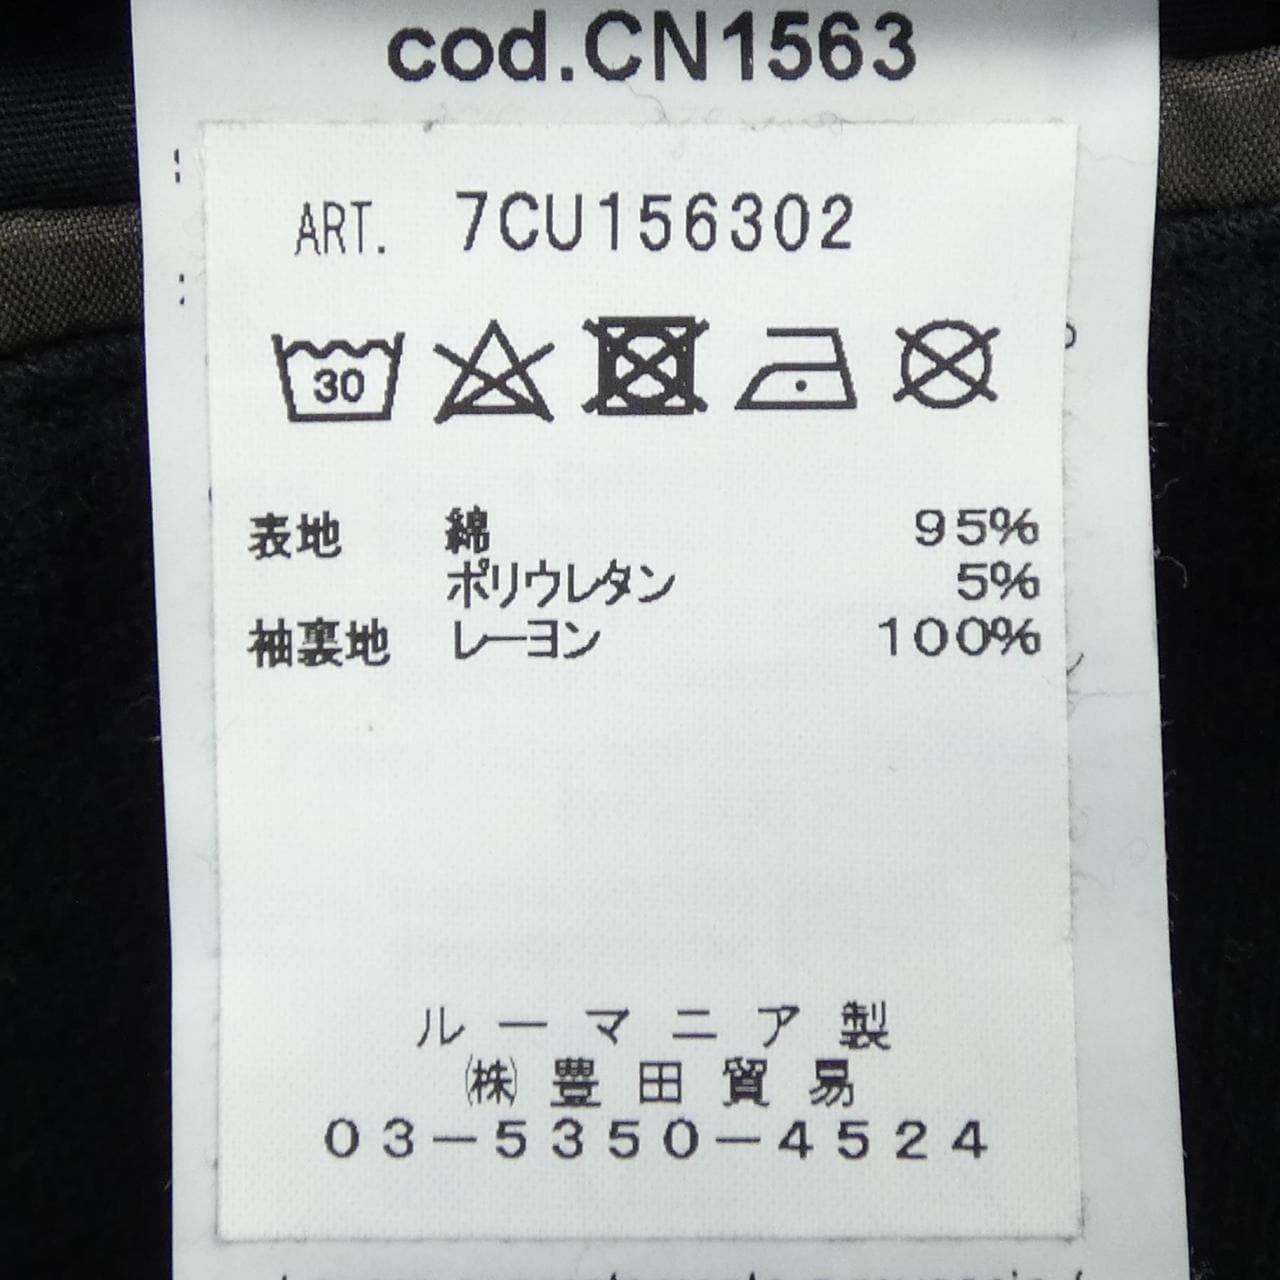 cod.CN1563
ART. 7CU156302
30
表地 綿 95%
ポリウレタン 5%
袖裏地 レーヨン 100%
ルーマニア製
㈱豊田貿易
03-5350-4524